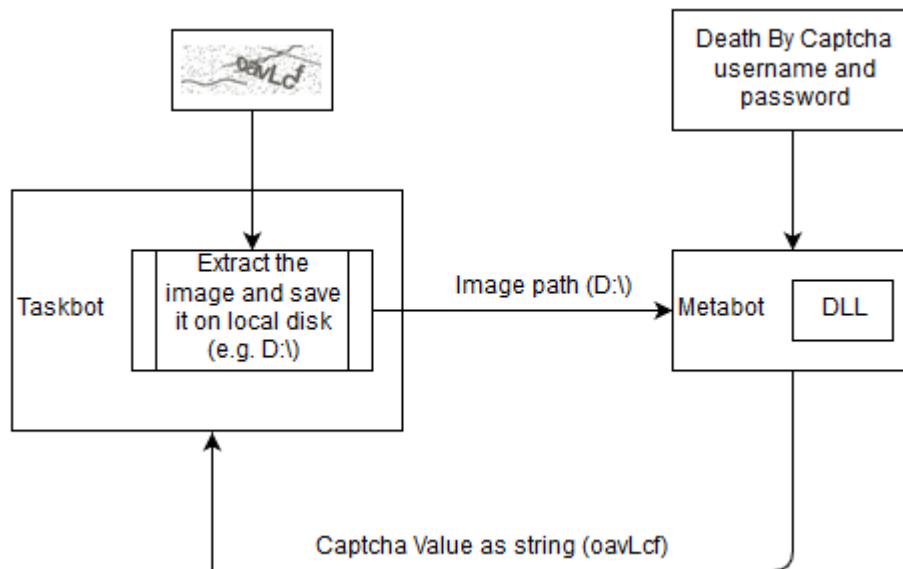 oavLcf
Death By Captcha
username and
password
Extract the
image and save
it on local disk
(e.g. D:\)
Taskbot
Image path (D:\)
Metabot
DLL
Captcha Value as string (oavLcf)